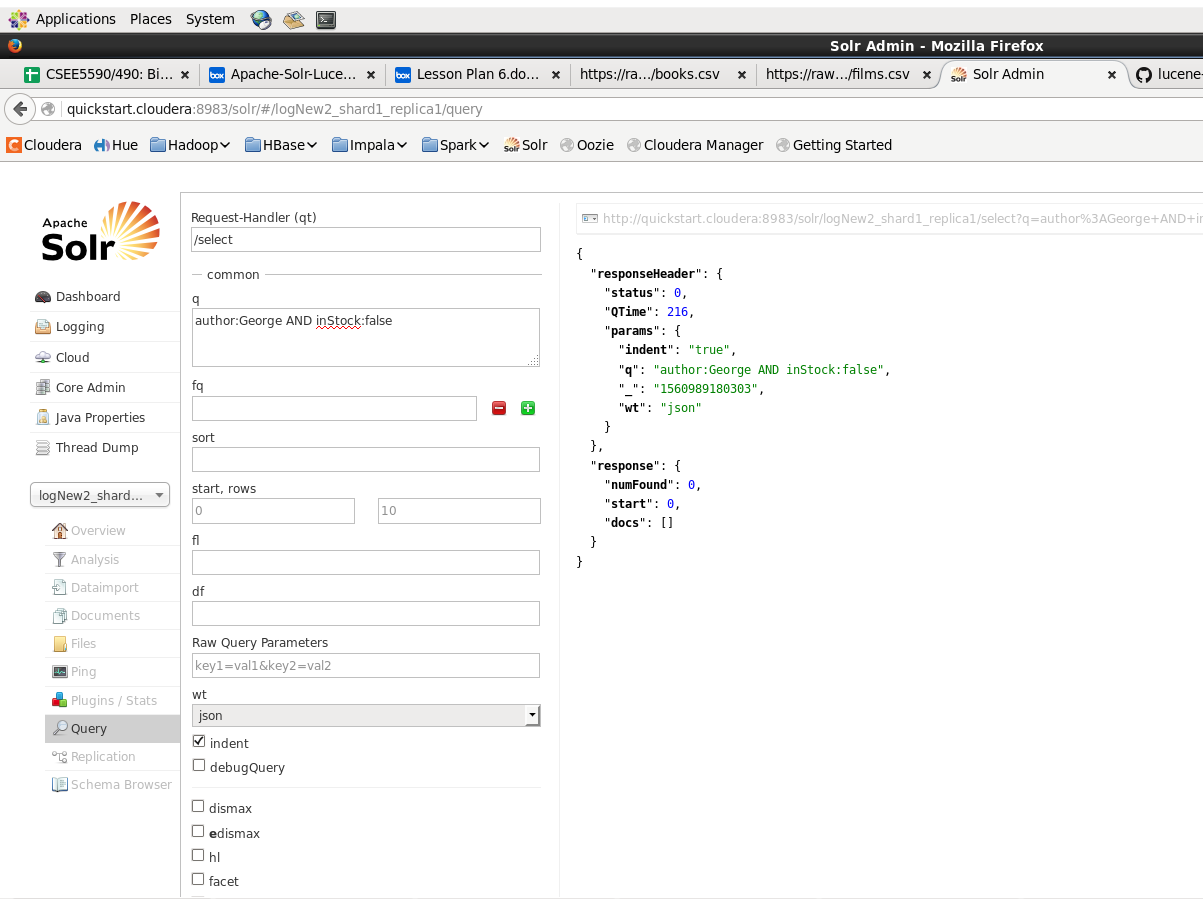 Applications Places System
Solr Admin - Mozilla Firefox
CSEE5590/490: Bi... × Apache-Solr-Luce... × Lesson Plan 6.do... × https://ra.../books.csv × https://raw.../films.csv × Solr Admin × lucene-
quickstart.cloudera:8983/solr/#/logNew2_shard1_replica1/query
Cloudera Hue Hadoop HBase Impala Spark Solr Oozie Cloudera Manager Getting Started
Apache
Solr
Dashboard
Logging
Cloud
Core Admin
Java Properties
Thread Dump
logNew2_shard...
Overview
Analysis
Dataimport
Documents
Files
Ping
Plugins / Stats
Query
Replication
Schema Browser
Request-Handler (qt)
/select
common
q
author:George AND inStock:false
fq
sort
start, rows
0 10
fl
df
Raw Query Parameters
key1=val1&key2=val2
wt
json
indent
debugQuery
dismax
edismax
hl
facet
http://quickstart.cloudera:8983/solr/logNew2_shard1_replica1/select?q=author%3AGeorge+AND+in
{
"responseHeader": {
"status": 0,
"QTime": 216,
"params": {
"indent": "true",
"q": "author:George AND inStock:false",
"_": "1560989180303",
"wt": "json"
}
},
"response": {
"numFound": 0,
"start": 0,
"docs": []
}
}